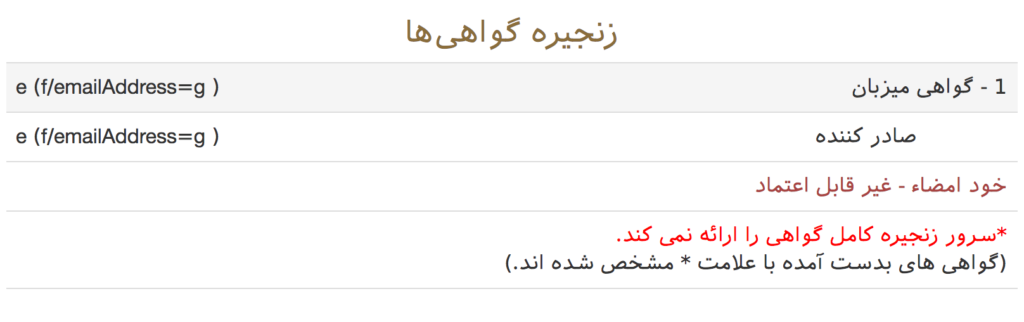 زنجیره گواهی‌ها
1 - گواهی میزبان e (f/emailAddress=g )
صادر کننده e (f/emailAddress=g )
خود امضاء - غیر قابل اعتماد
*سرور زنجیره کامل گواهی را ارائه نمی کند.
(گواهی های بدست آمده با علامت * مشخص شده اند.)